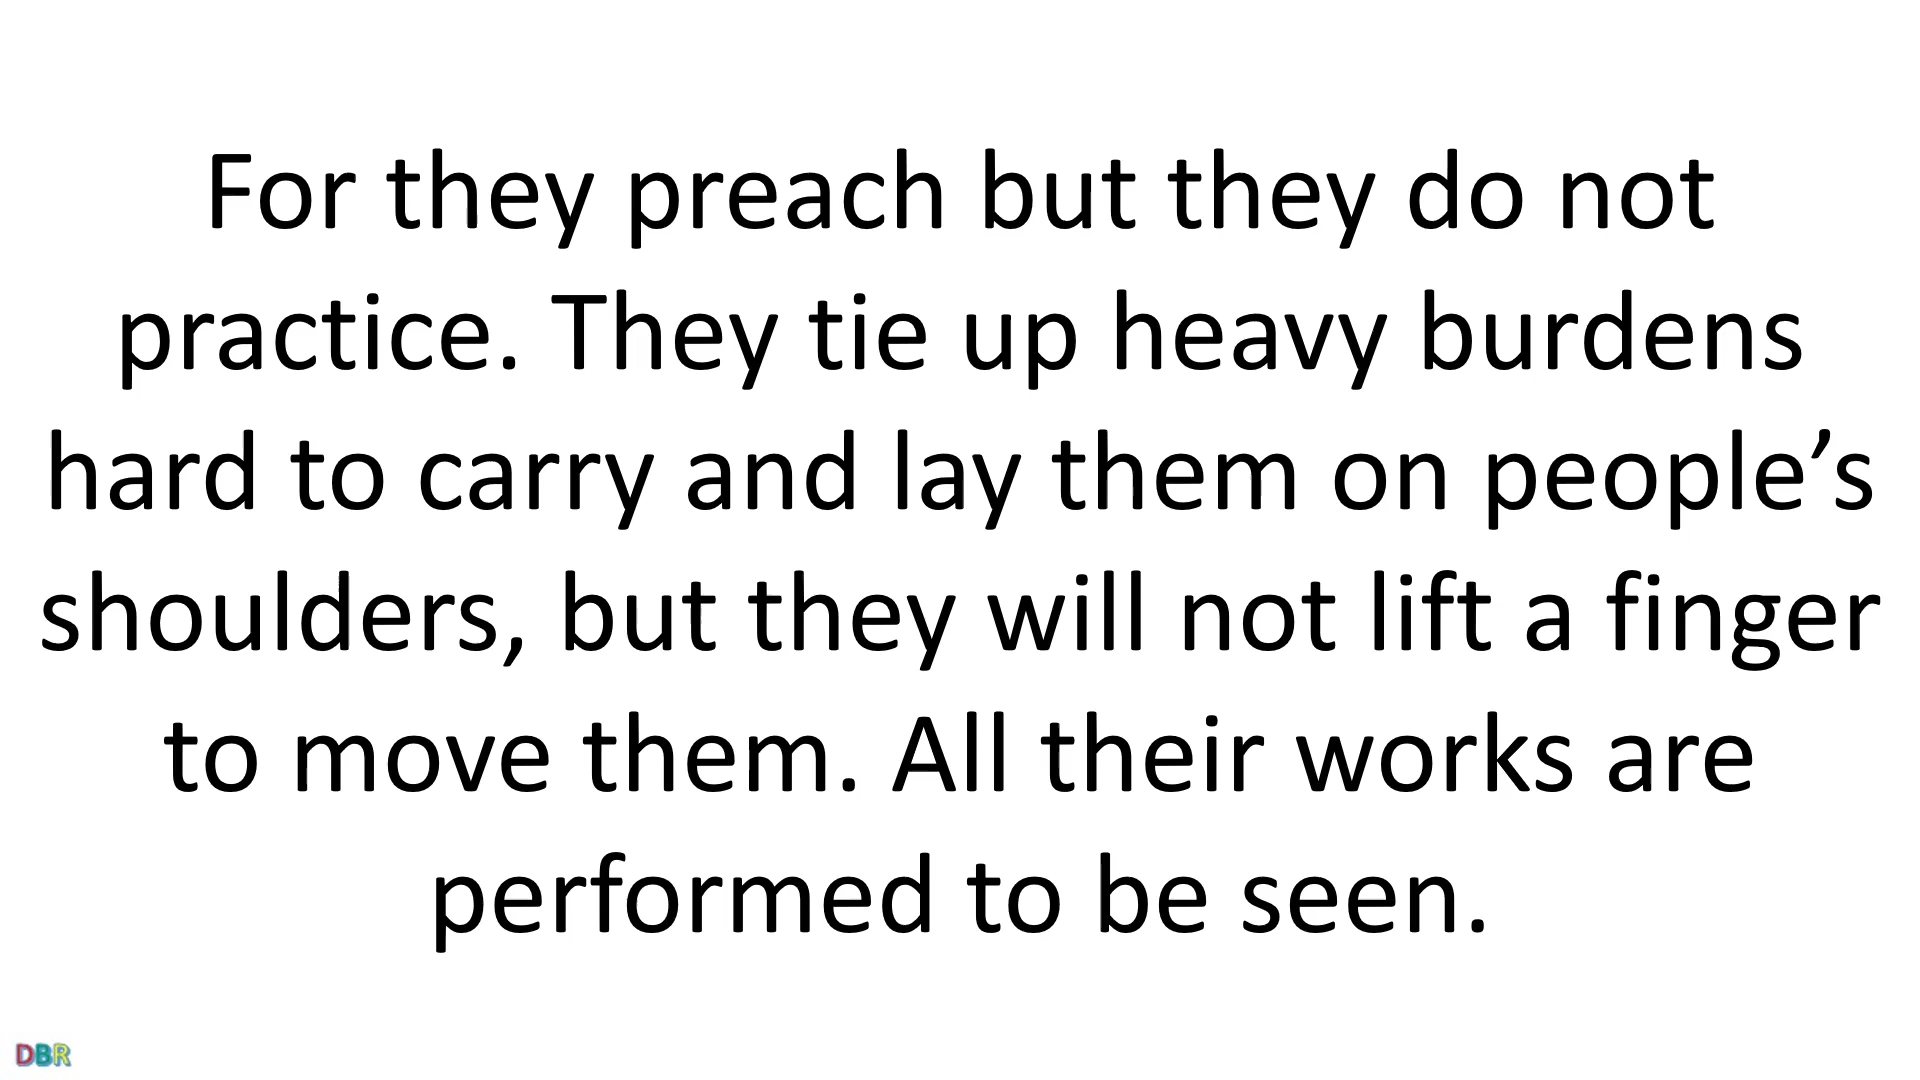 For they preach but they do not
practice. They tie up heavy burdens
hard to carry and lay them on people’s
shoulders, but they will not lift a finger
to move them. All their works are
performed to be seen.
DBR